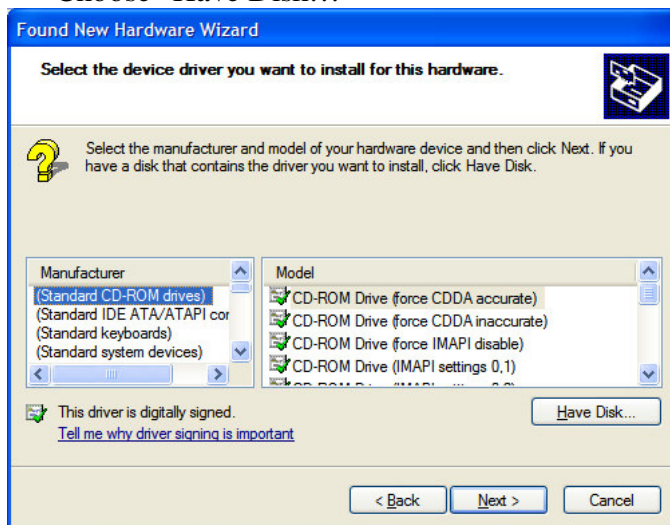 Found New Hardware Wizard
Select the device driver you want to install for this hardware.
Select the manufacturer and model of your hardware device and then click Next. If you
have a disk that contains the driver you want to install, click Have Disk.
Manufacturer
(Standard CD-ROM drives)
(Standard IDE ATA/ATAPI cor
(Standard keyboards)
(Standard system devices)
Model
CD-ROM Drive (force CDDA accurate)
CD-ROM Drive (force CDDA inaccurate)
CD-ROM Drive (force IMAPI disable)
CD-ROM Drive (IMAPI settings 0,1)
This driver is digitally signed.
Tell me why driver signing is important
Have Disk...
< Back
Next >
Cancel